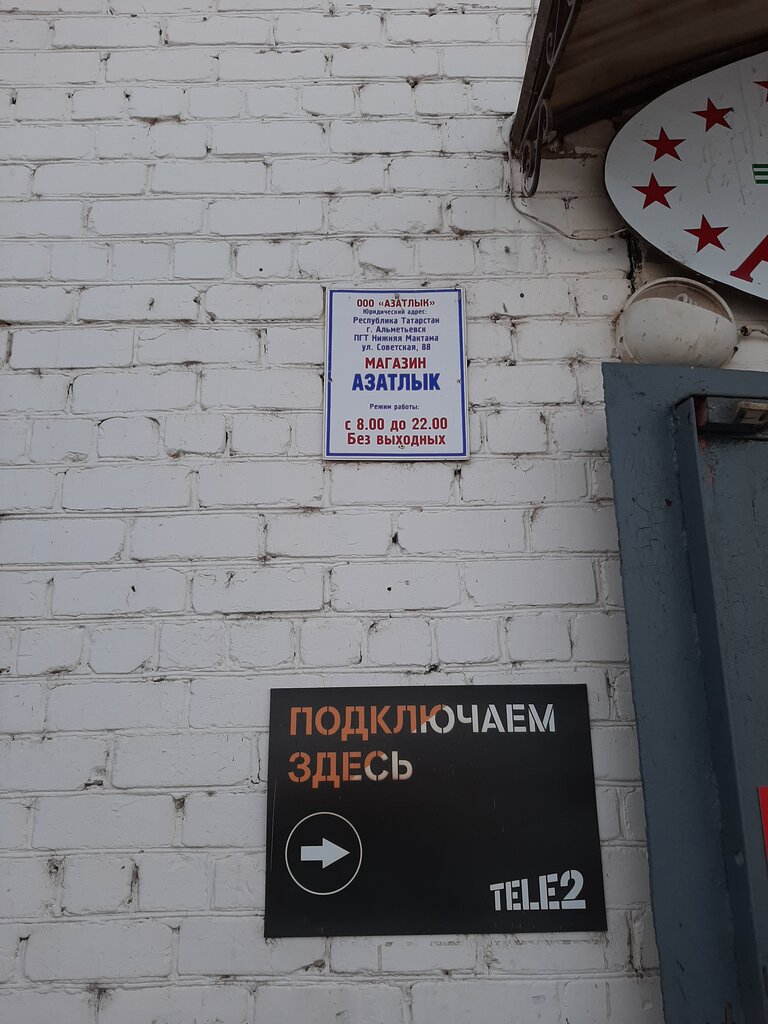 ООО «АЗАТЛЫК»
Юридический адрес:
Республика Татарстан
г. Альметьевск
ПГТ Нижняя Мактама
ул. Советская, 88
МАГАЗИН
АЗАТЛЫК
Режим работы:
с 8.00 до 22.00
Без выходных
А
ПОДКЛЮЧАЕМ
ЗДЕСЬ
TELE2